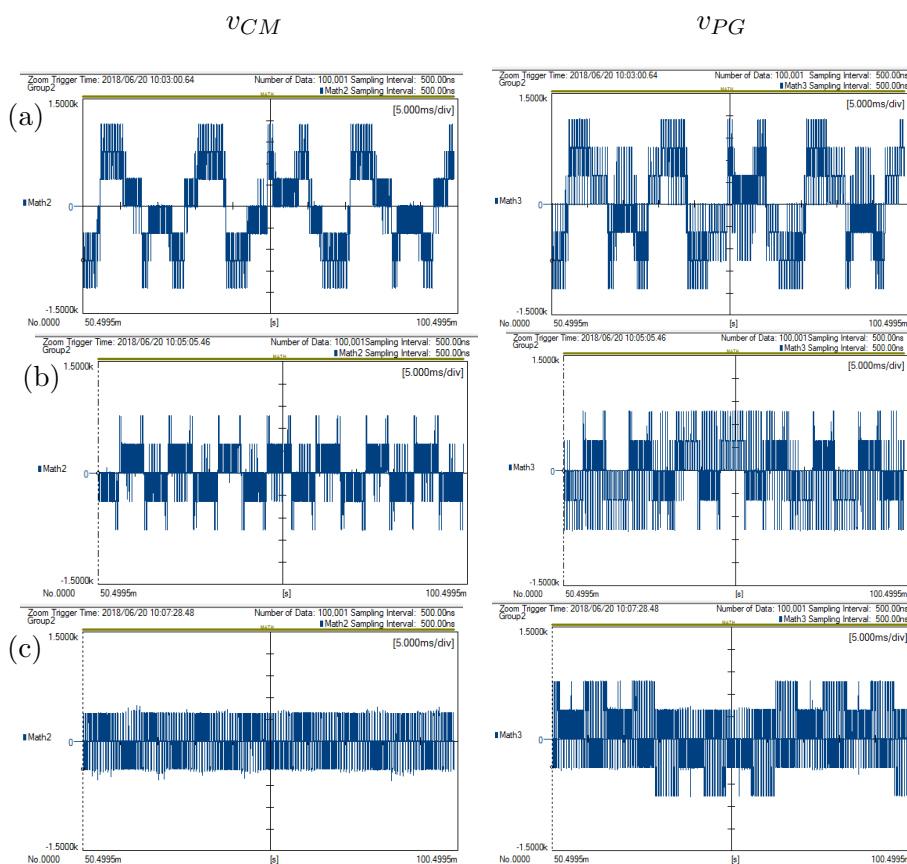 v_CM
v_PG
(a)
Zoom Trigger Time: 2018/06/20 10:03:00.64 Number of Data: 100,001 Sampling Interval: 500.00ns
Group2 Math2 Sampling Interval: 500.00ns
MATH
1.5000k
[5.000ms/div]
Math2
0
-1.5000k
No.0000 50.4995m [s] 100.4995m
Zoom Trigger Time: 2018/06/20 10:03:00.64 Number of Data: 100,001 Sampling Interval: 500.00ns
Group2 Math3 Sampling Interval: 500.00ns
MATH
1.5000k
[5.000ms/div]
Math3
0
-1.5000k
No.0000 50.4995m [s] 100.4995m
(b)
Zoom Trigger Time: 2018/06/20 10:05:05.46 Number of Data: 100,001Sampling Interval: 500.00ns
Group2 Math2 Sampling Interval: 500.00ns
MATH
1.5000k
[5.000ms/div]
Math2
0
-1.5000k
No.0000 50.4995m [s] 100.4995m
Zoom Trigger Time: 2018/06/20 10:05:05.46 Number of Data: 100,001 Sampling Interval: 500.00ns
Group2 Math3 Sampling Interval: 500.00ns
MATH
1.5000k
[5.000ms/div]
Math3
0
-1.5000k
No.0000 50.4995m [s] 100.4995m
(c)
Zoom Trigger Time: 2018/06/20 10:07:28.48 Number of Data: 100,001 Sampling Interval: 500.00ns
Group2 Math2 Sampling Interval: 500.00ns
MATH
1.5000k
[5.000ms/div]
Math2
0
-1.5000k
No.0000 50.4995m [s] 100.4995m
Zoom Trigger Time: 2018/06/20 10:07:28.48 Number of Data: 100,001 Sampling Interval: 500.00ns
Group2 Math3 Sampling Interval: 500.00ns
MATH
1.5000k
[5.000ms/div]
Math3
0
-1.5000k
No.0000 50.4995m [s] 100.4995m